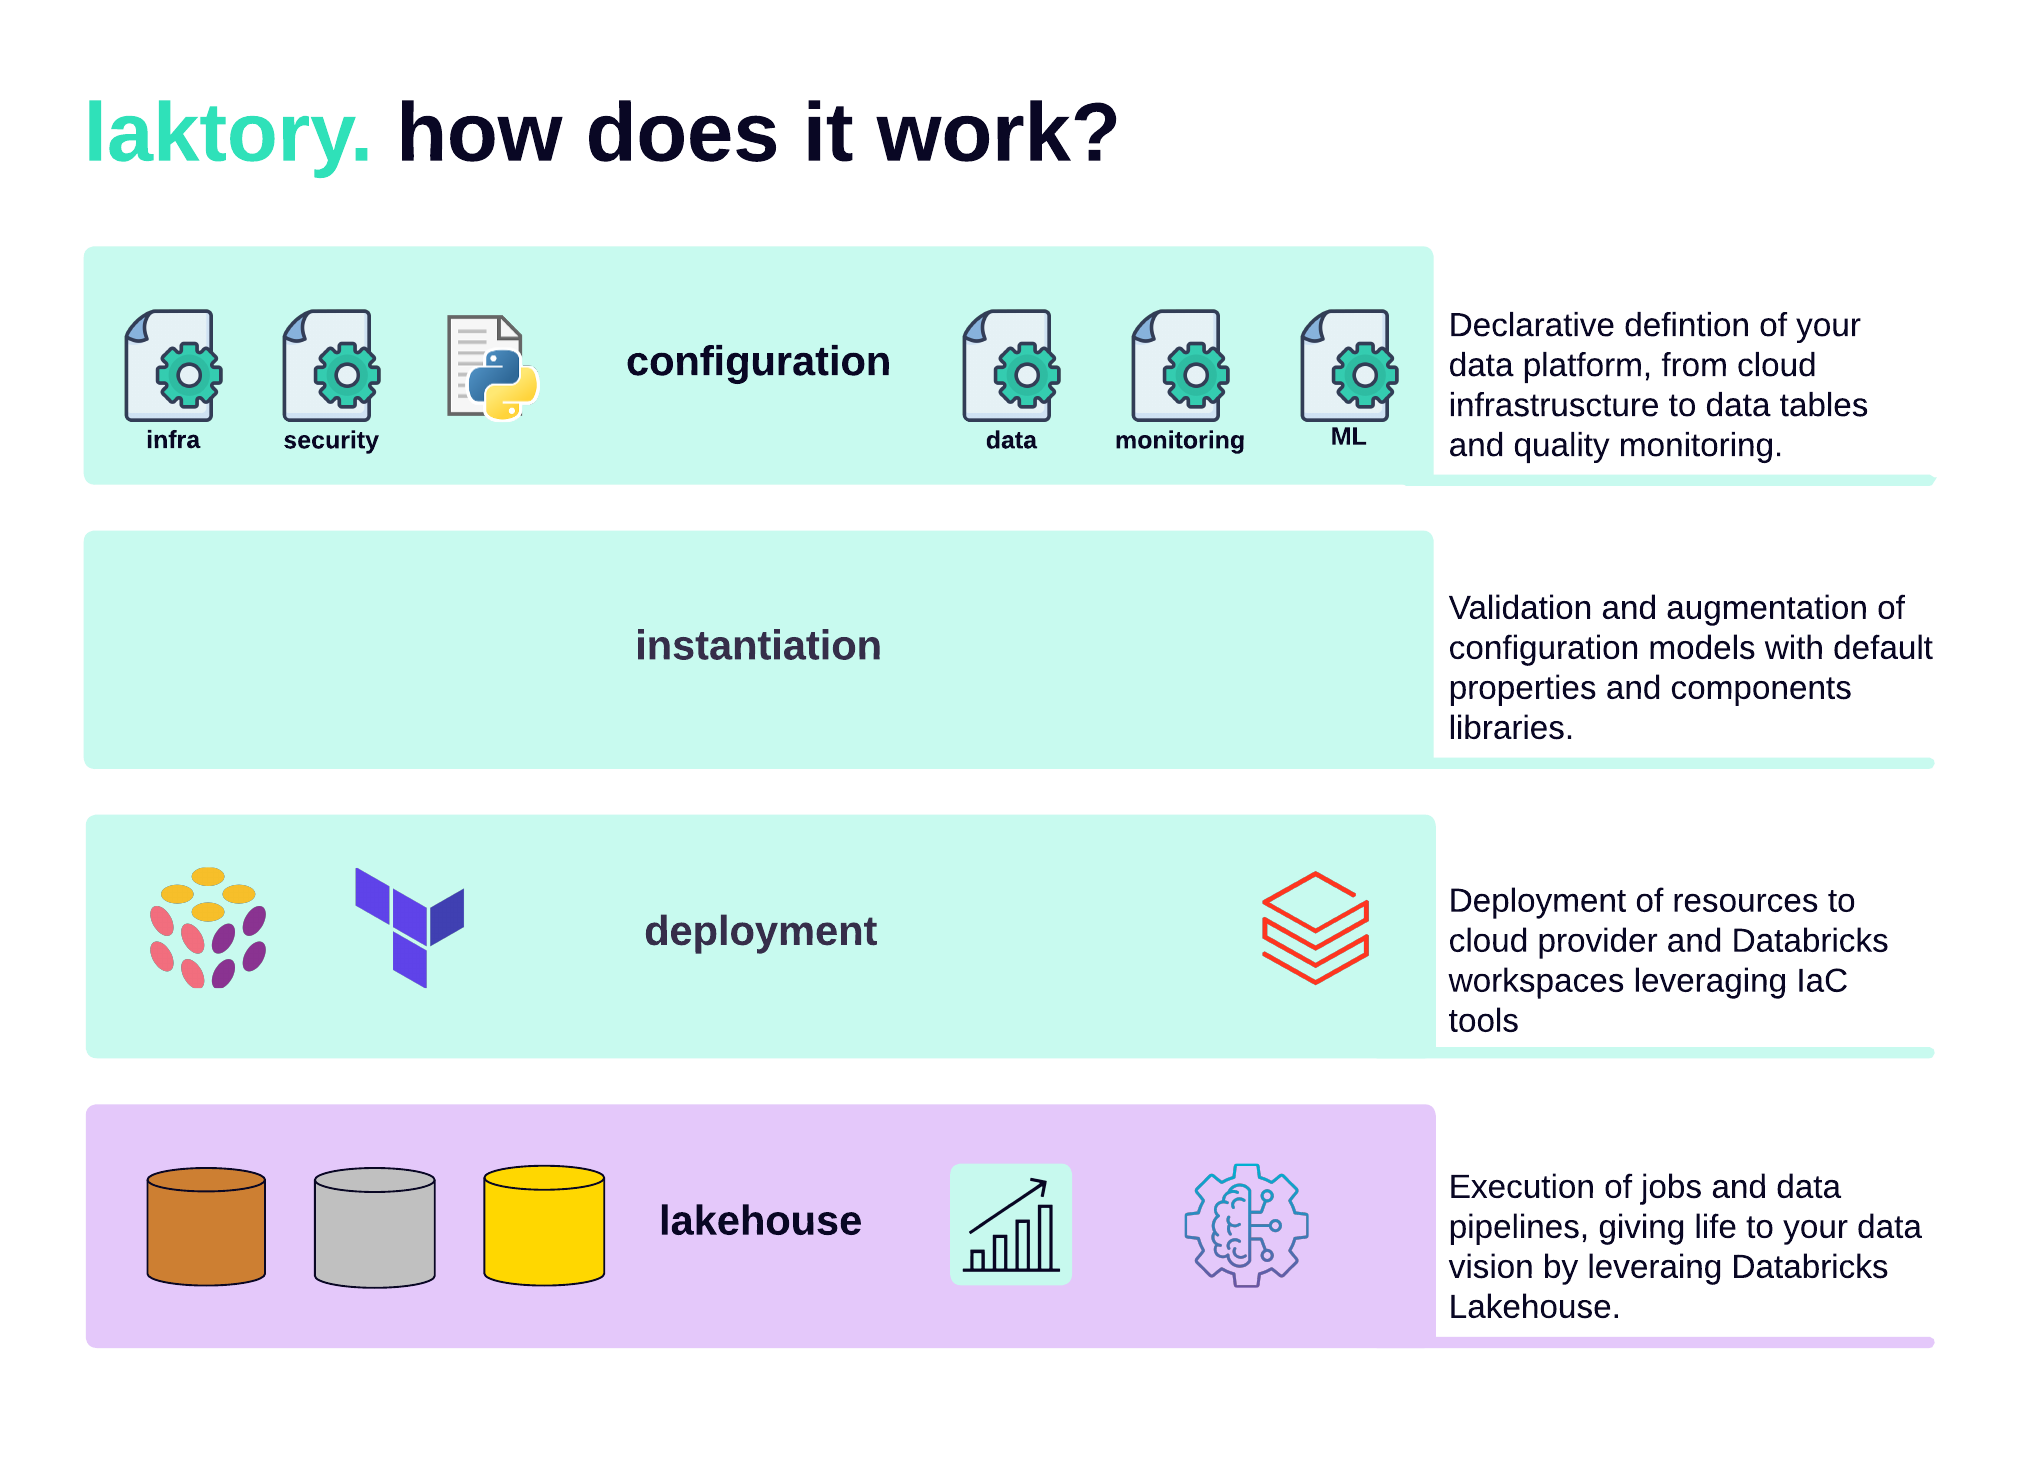 laktory. how does it work?
infra
security
configuration
data
monitoring
ML
Declarative defintion of your
data platform, from cloud
infrastruscture to data tables
and quality monitoring.
instantiation
Validation and augmentation of
configuration models with default
properties and components
libraries.
deployment
Deployment of resources to
cloud provider and Databricks
workspaces leveraging IaC
tools
lakehouse
Execution of jobs and data
pipelines, giving life to your data
vision by leveraing Databricks
Lakehouse.